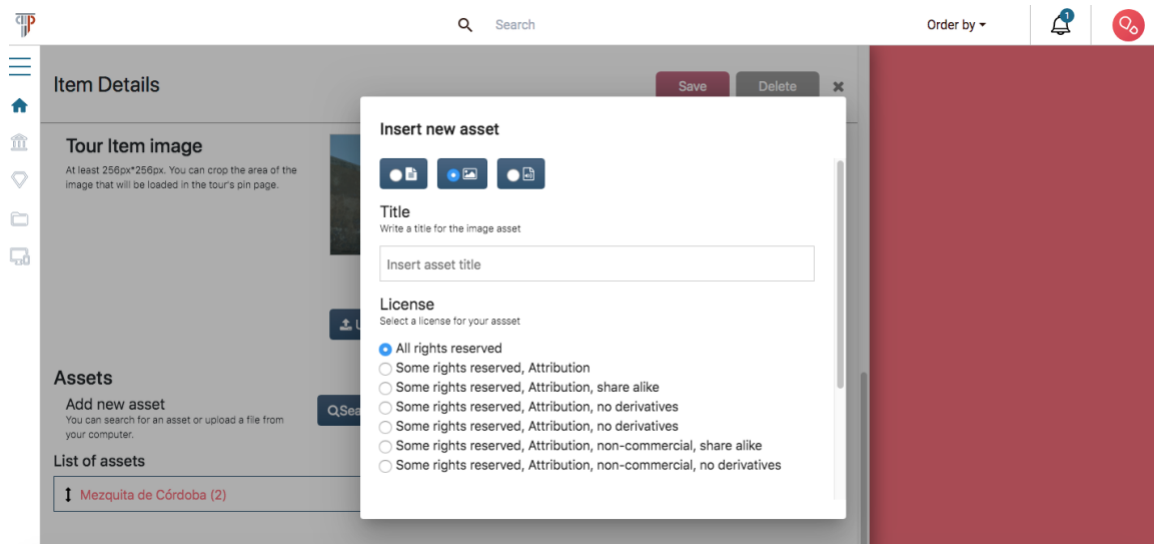 Search
Order by
1
Item Details
Save
Delete
Tour Item image
At least 256px*256px. You can crop the area of the
image that will be loaded in the tour's pin page.
Assets
Add new asset
You can search for an asset or upload a file from
your computer.
List of assets
Mezquita de Córdoba (2)
Insert new asset
Title
Write a title for the image asset
Insert asset title
License
Select a license for your assset
All rights reserved
Some rights reserved, Attribution
Some rights reserved, Attribution, share alike
Some rights reserved, Attribution, no derivatives
Some rights reserved, Attribution, no derivatives
Some rights reserved, Attribution, non-commercial, share alike
Some rights reserved, Attribution, non-commercial, no derivatives